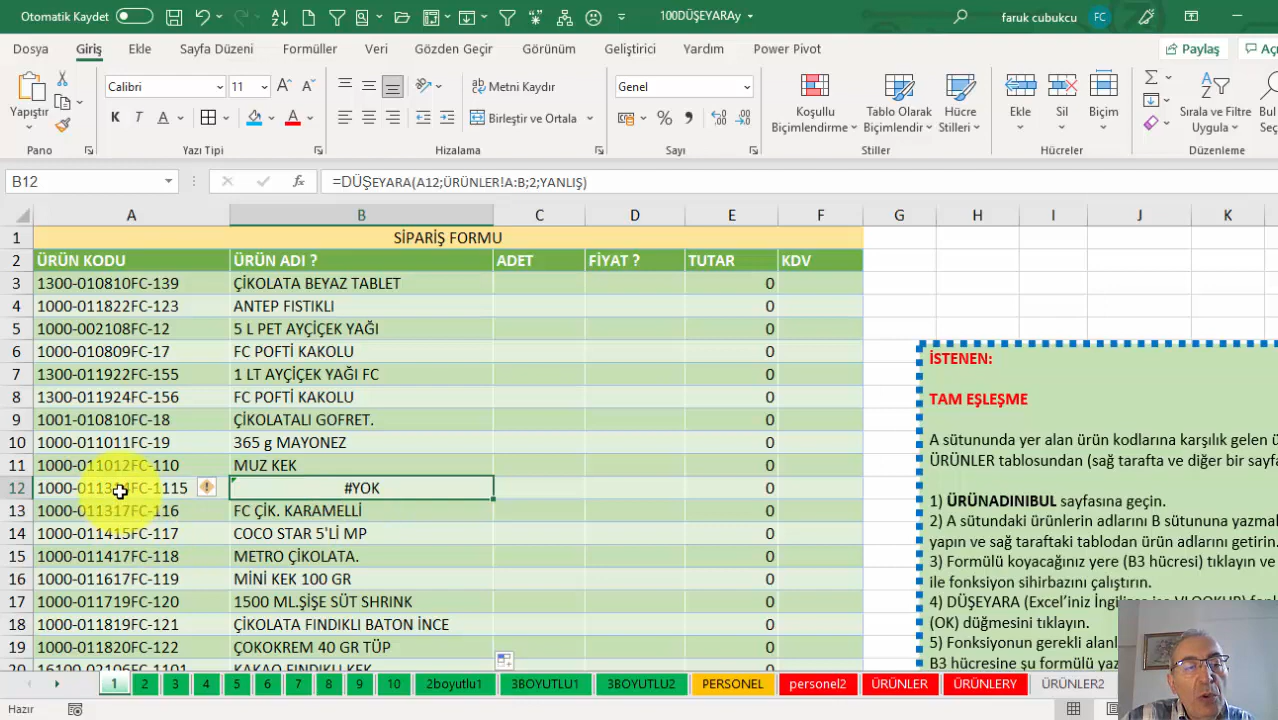 Otomatik Kaydet
100DÜŞEYARAy
faruk cubukcu
FC
Dosya Giriş Ekle Sayfa Düzeni Formüller Veri Gözden Geçir Görünüm Geliştirici Yardım Power Pivot Paylaş
Yapıştır
Calibri 11
K T A
Metni Kaydır
Birleştir ve Ortala
Genel
Koşullu Biçimlendirme
Tablo Olarak Biçimlendir
Hücre Stilleri
Ekle Sil Biçim
Sırala ve Filtre Uygula
Pano Yazı Tipi Hizalama Sayı Stiller Hücreler Düzenleme
B12 fx =DÜŞEYARA(A12;ÜRÜNLER!A:B;2;YANLIŞ)
A B C D E F G H I J K
1 SİPARİŞ FORMU
2 ÜRÜN KODU ÜRÜN ADI ? ADET FİYAT ? TUTAR KDV
3 1300-010810FC-139 ÇİKOLATA BEYAZ TABLET 0
4 1000-011822FC-123 ANTEP FISTIKLI 0
5 1000-002108FC-12 5 L PET AYÇİÇEK YAĞI 0
6 1000-010809FC-17 FC POFTİ KAKOLU 0
7 1300-011922FC-155 1 LT AYÇİÇEK YAĞI FC 0
8 1300-011924FC-156 FC POFTİ KAKOLU 0
9 1001-010810FC-18 ÇİKOLATALI GOFRET. 0
10 1000-011011FC-19 365 g MAYONEZ 0
11 1000-011012FC-110 MUZ KEK 0
12 #YOK 0
13 1000-011317FC-116 FC ÇİK. KARAMELLİ 0
14 1000-011415FC-117 COCO STAR 5'Lİ MP 0
15 1000-011417FC-118 METRO ÇİKOLATA. 0
16 1000-011617FC-119 MİNİ KEK 100 GR 0
17 1000-011719FC-120 1500 ML.ŞİŞE SÜT SHRINK 0
18 1000-011819FC-121 ÇİKOLATA FINDIKLI BATON İNCE 0
19 1000-011820FC-122 ÇOKOKREM 40 GR TÜP 0
20 16100-02106FC-1101 KAKAO FINDIKLI KEK
İSTENEN:
TAM EŞLEŞME
A sütununda yer alan ürün kodlarına karşılık gelen
ÜRÜNLER tablosundan (sağ tarafta ve diğer bir
1) ÜRÜNADINIBUL sayfasına geçin.
2) A sütundaki ürünlerin adlarını B sütununa
yapın ve sağ taraftaki tablodan ürün adlarını getirin.
3) Formülü koyacağınız yere (B3 hücresi) tıklayın ve
ile fonksiyon sihirbazını çalıştırın.
4) DÜŞEYARA (Excel'iniz
(OK) düğmesini tıklayın.
5) Fonksiyonun gerekli
B3 hücresine şu formülü
1 2 3 4 5 6 7 8 9 10 2boyutlu1 3BOYUTLU1 3BOYUTLU2 PERSONEL personel2 ÜRÜNLER ÜRÜNLERY ÜRÜNLER2
Hazır